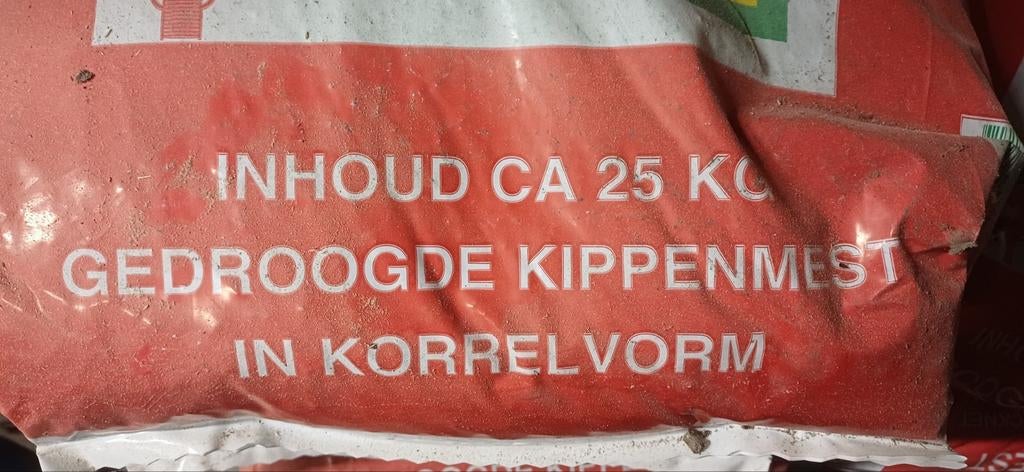 INHOUD CA 25 KG
GEDROOGDE KIPPENMEST
IN KORRELVORM